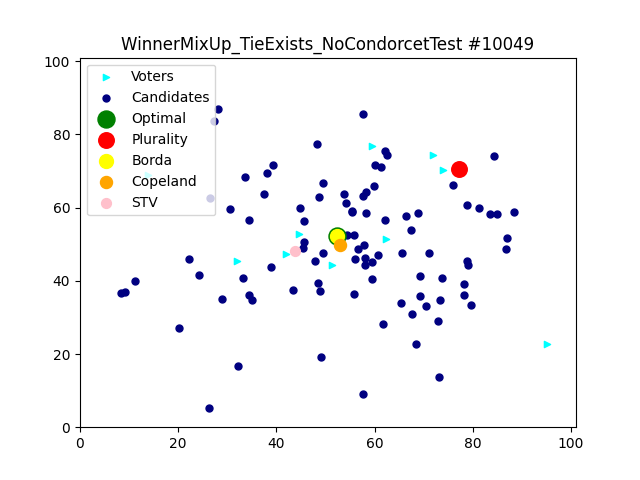 WinnerMixUp_TieExists_NoCondorcetTest #10049
100
80
60
40
20
0
Voters
Candidates
Optimal
Plurality
Borda
Copeland
STV
0 20 40 60 80 100